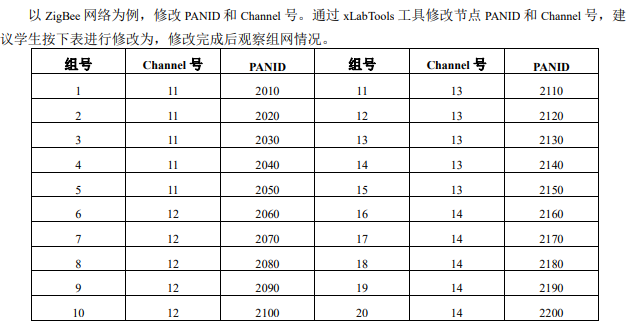 以 ZigBee 网络为例，修改 PANID 和 Channel 号。通过 xLabTools 工具修改节点 PANID 和 Channel 号，建
议学生按下表进行修改为，修改完成后观察组网情况。
组号 Channel 号 PANID 组号 Channel 号 PANID
1 11 2010 11 13 2110
2 11 2020 12 13 2120
3 11 2030 13 13 2130
4 11 2040 14 13 2140
5 11 2050 15 13 2150
6 12 2060 16 14 2160
7 12 2070 17 14 2170
8 12 2080 18 14 2180
9 12 2090 19 14 2190
10 12 2100 20 14 2200